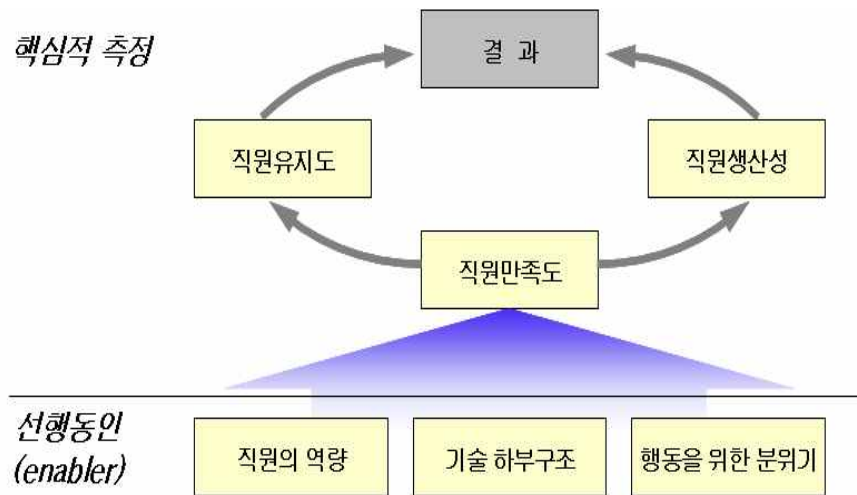 핵심적 측정
결 과
직원유지도
직원생산성
직원만족도
선행동인
(enabler)
직원의 역량
기술 하부구조
행동을 위한 분위기